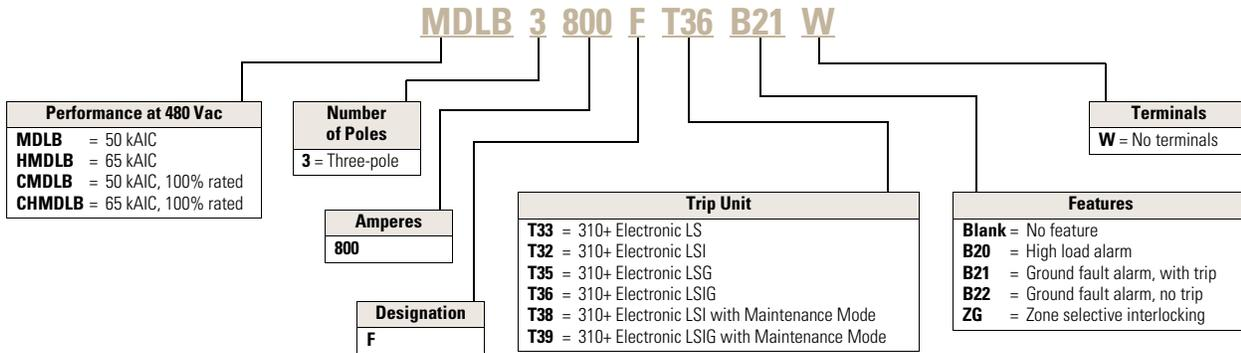 MDLB 3 800 F T36 B21 W
Performance at 480 Vac
MDLB = 50 kAIC
HMDLB = 65 kAIC
CMDLB = 50 kAIC, 100% rated
CHMDLB = 65 kAIC, 100% rated
Number
of Poles
3 = Three-pole
Amperes
800
Designation
F
Trip Unit
T33 = 310+ Electronic LS
T32 = 310+ Electronic LSI
T35 = 310+ Electronic LSG
T36 = 310+ Electronic LSIG
T38 = 310+ Electronic LSI with Maintenance Mode
T39 = 310+ Electronic LSIG with Maintenance Mode
Features
Blank = No feature
B20 = High load alarm
B21 = Ground fault alarm, with trip
B22 = Ground fault alarm, no trip
ZG = Zone selective interlocking
Terminals
W = No terminals